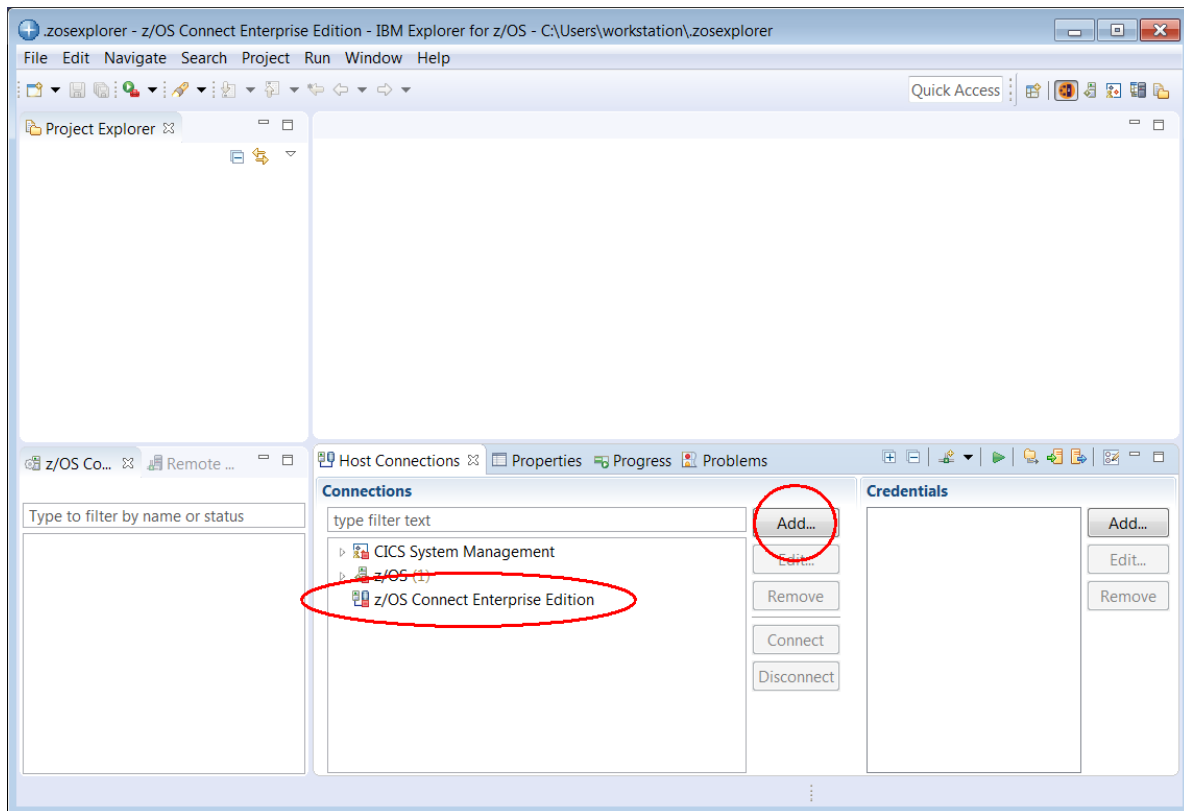 .zosexplorer - z/OS Connect Enterprise Edition - IBM Explorer for z/OS - C:\Users\workstation\.zosexplorer
File Edit Navigate Search Project Run Window Help
Quick Access
Project Explorer
z/OS Co... Remote ...
Type to filter by name or status
Host Connections Properties Progress Problems
Connections
type filter text
CICS System Management
z/OS (1)
z/OS Connect Enterprise Edition
Add...
Edit...
Remove
Connect
Disconnect
Credentials
Add...
Edit...
Remove